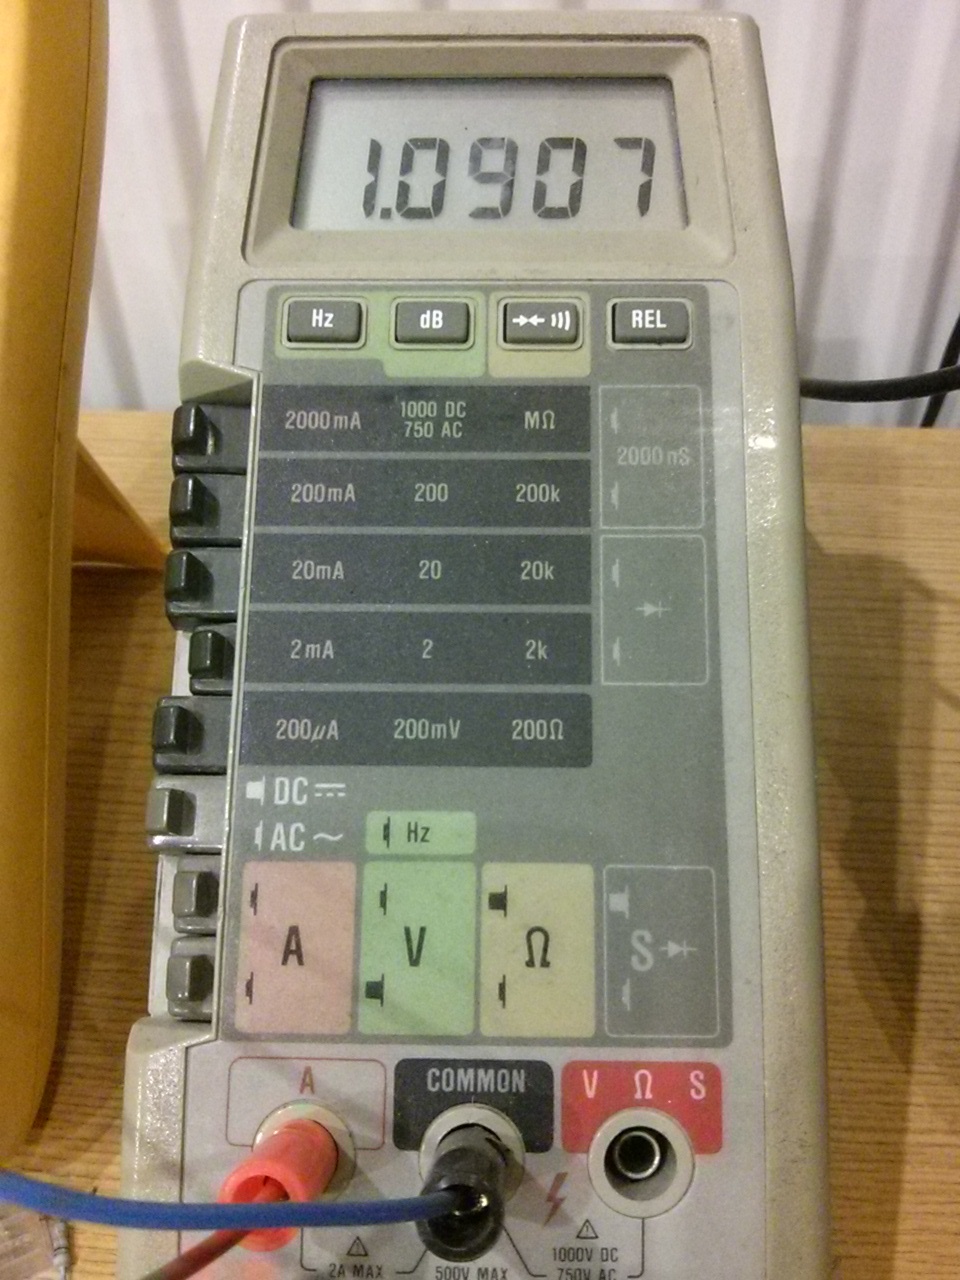 1.0907
Hz dB REL
2000mA 1000 DC 750 AC MΩ
2000nS
200mA 200 200k
20mA 20 20k
2mA 2 2k
200µA 200mV 200Ω
DC
AC ~ Hz
A V Ω S
A COMMON V Ω S
2A MAX 500V MAX 1000V DC
750V AC